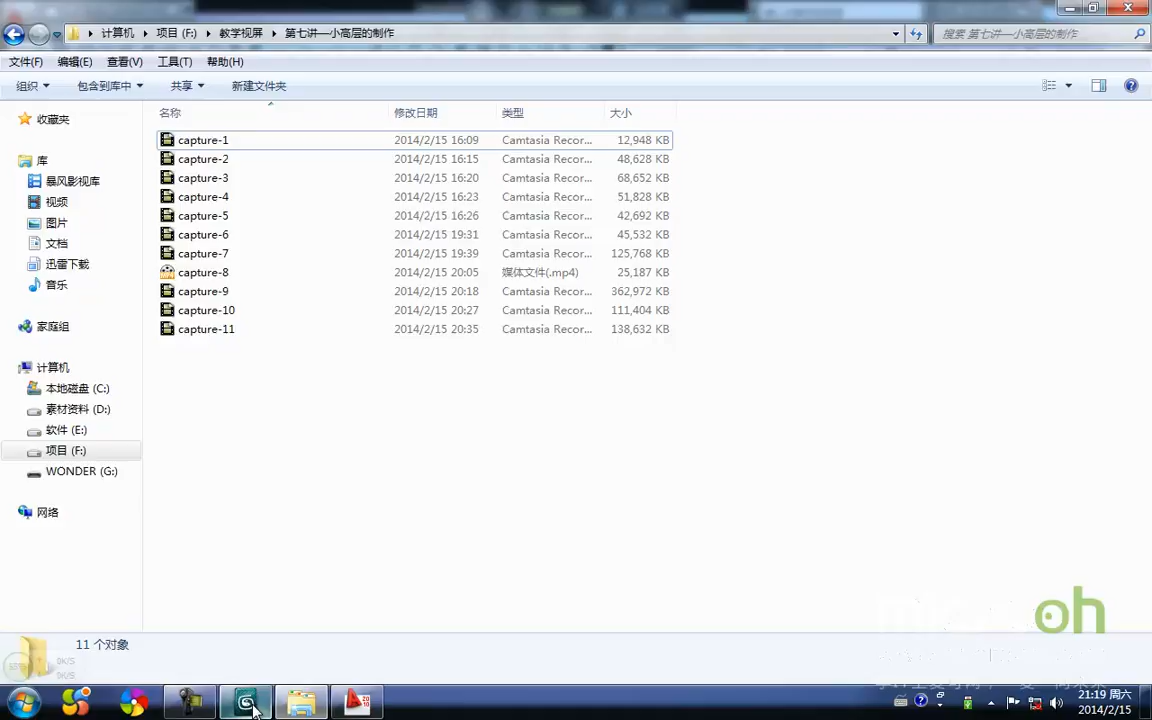 计算机 项目 (F:) 教学视屏 第七讲—小高层的制作
搜索 第七讲—小高层的制作
文件(F) 编辑(E) 查看(V) 工具(T) 帮助(H)
组织 包含到库中 共享 新建文件夹
收藏夹
库
暴风影视库
视频
图片
文档
迅雷下载
音乐
家庭组
计算机
本地磁盘 (C:)
素材资料 (D:)
软件 (E:)
项目 (F:)
WONDER (G:)
网络
名称 修改日期 类型 大小
capture-1 2014/2/15 16:09 Camtasia Recor... 12,948 KB
capture-2 2014/2/15 16:15 Camtasia Recor... 48,628 KB
capture-3 2014/2/15 16:20 Camtasia Recor... 68,652 KB
capture-4 2014/2/15 16:23 Camtasia Recor... 51,828 KB
capture-5 2014/2/15 16:26 Camtasia Recor... 42,692 KB
capture-6 2014/2/15 19:31 Camtasia Recor... 45,532 KB
capture-7 2014/2/15 19:39 Camtasia Recor... 125,768 KB
capture-8 2014/2/15 20:05 媒体文件(.mp4) 25,187 KB
capture-9 2014/2/15 20:18 Camtasia Recor... 362,972 KB
capture-10 2014/2/15 20:27 Camtasia Recor... 111,404 KB
capture-11 2014/2/15 20:35 Camtasia Recor... 138,632 KB
oh
11 个对象
0K/S
0K/S
21:19 周六
2014/2/15